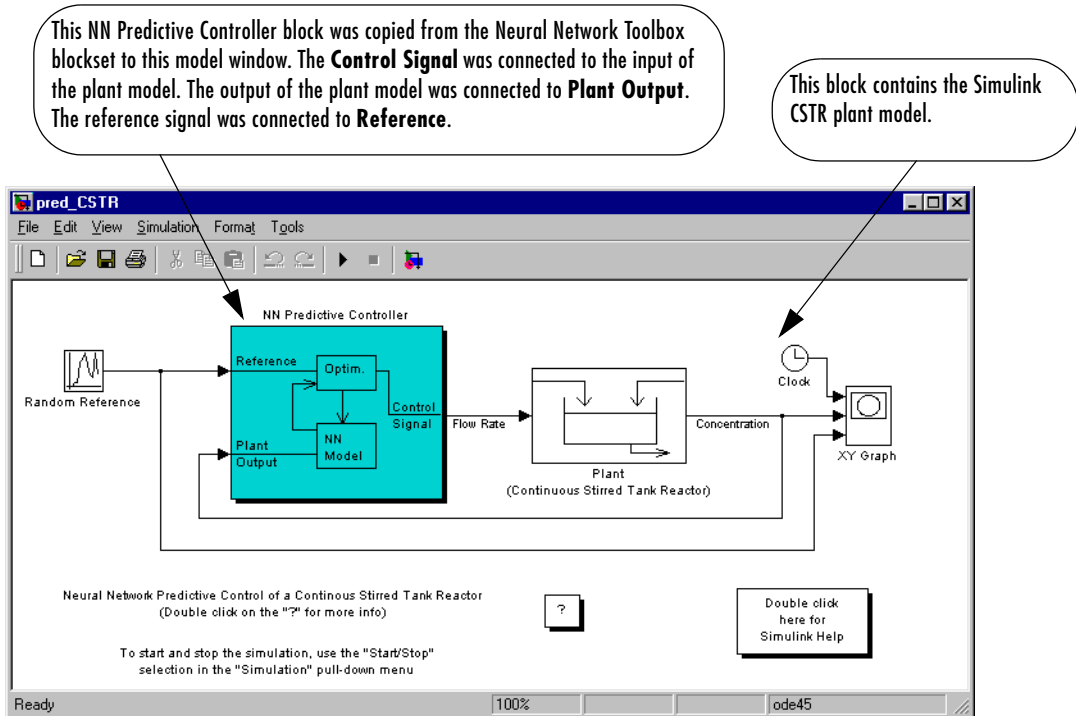 This NN Predictive Controller block was copied from the Neural Network Toolbox
blockset to this model window. The Control Signal was connected to the input of
the plant model. The output of the plant model was connected to Plant Output.
The reference signal was connected to Reference.
This block contains the Simulink
CSTR plant model.
pred_CSTR
File Edit View Simulation Format Tools
NN Predictive Controller
Random Reference
Reference
Optim.
Control
Signal
Plant
Output
NN
Model
Flow Rate
Plant
(Continuous Stirred Tank Reactor)
Concentration
Clock
XY Graph
Neural Network Predictive Control of a Continous Stirred Tank Reactor
(Double click on the "?" for more info)
?
Double click
here for
Simulink Help
To start and stop the simulation, use the "Start/Stop"
selection in the "Simulation" pull-down menu
Ready 100% ode45